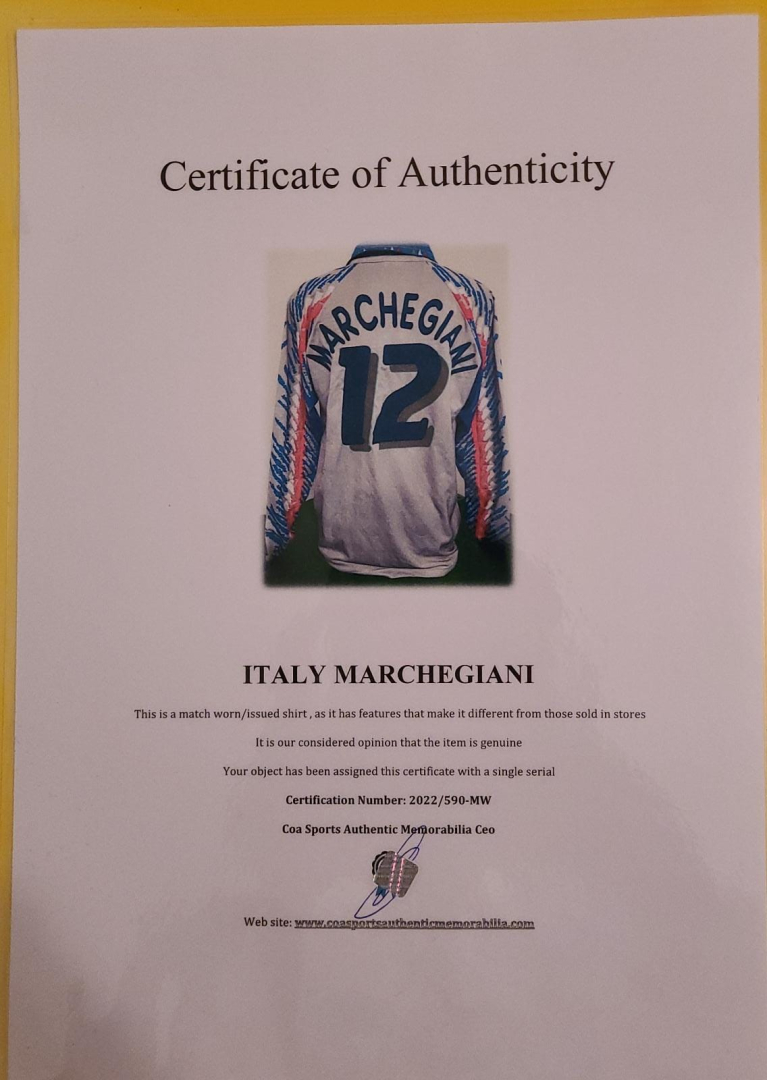 Certificate of Authenticity
MARCHEGIANI
12
ITALY MARCHEGIANI
This is a match worn/issued shirt , as it has features that make it different from those sold in stores
It is our considered opinion that the item is genuine
Your object has been assigned this certificate with a single serial
Certification Number: 2022/590-MW
Coa Sports Authentic Memorabilia Ceo
Web site: www.coasportsauthenticmemorabilia.com